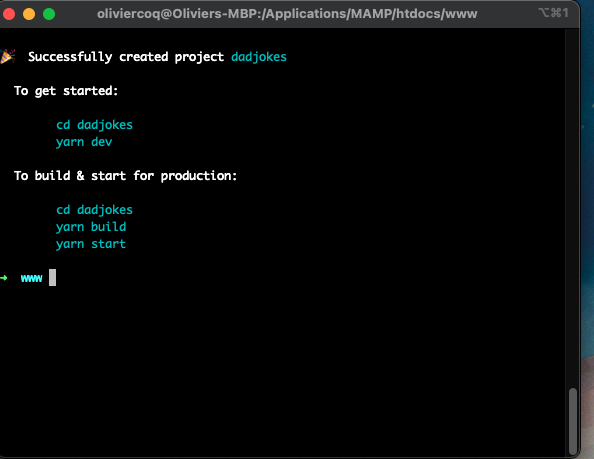 oliviercoq@Oliviers-MBP:/Applications/MAMP/htdocs/www ⌥⌘1
🎉 Successfully created project dadjokes
To get started:
cd dadjokes
yarn dev
To build & start for production:
cd dadjokes
yarn build
yarn start
➜ www